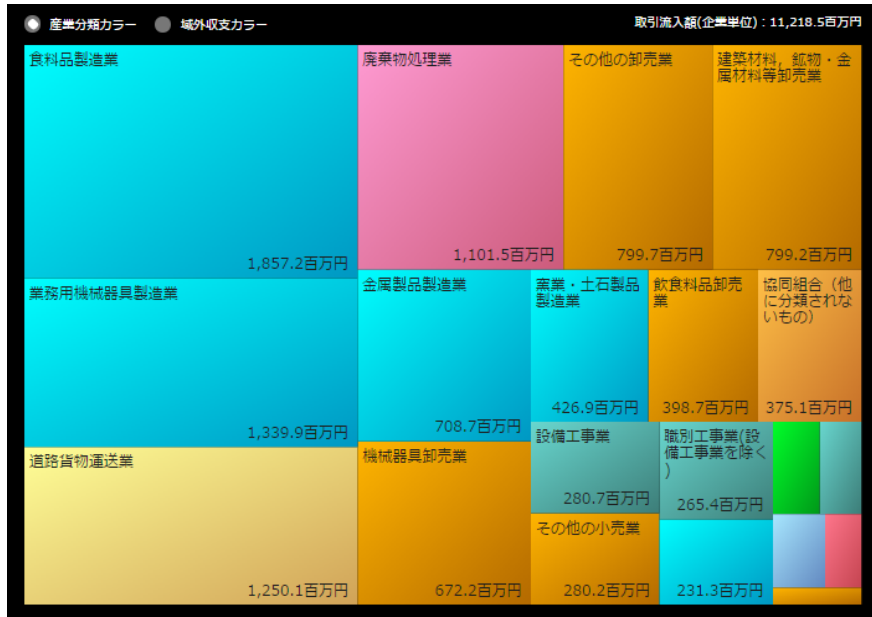 産業分類カラー 域外収支カラー
取引流入額(企業単位) : 11,218.5百万円
食料品製造業
1,857.2百万円
業務用機械器具製造業
1,339.9百万円
道路貨物運送業
1,250.1百万円
廃棄物処理業
1,101.5百万円
その他の卸売業
799.7百万円
建築材料，鉱物・金
属材料等卸売業
799.2百万円
金属製品製造業
708.7百万円
機械器具卸売業
672.2百万円
窯業・土石製品
製造業
426.9百万円
飲食料品卸売
業
398.7百万円
協同組合（他
に分類されな
いもの）
375.1百万円
設備工事業
280.7百万円
職別工事業(設
備工事業を除く
)
265.4百万円
その他の小売業
280.2百万円
231.3百万円